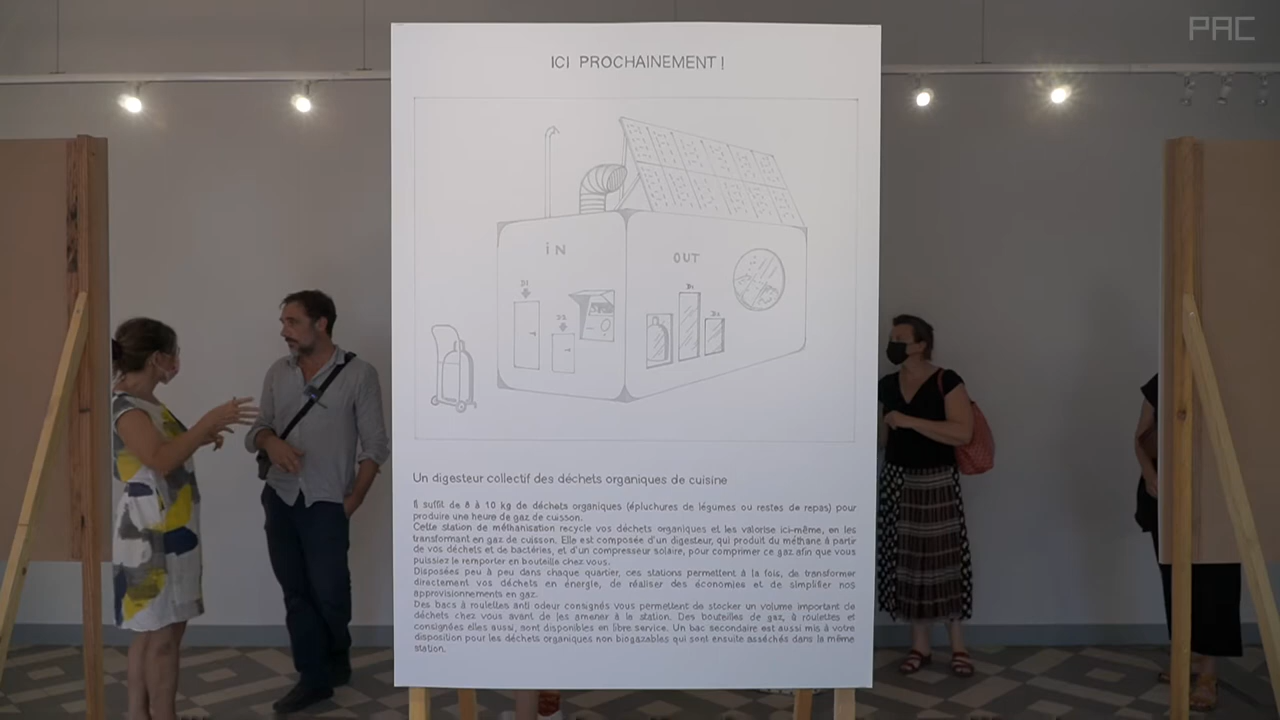 PAC
ICI PROCHAINEMENT !
iN
OUT
D1
D2
D1
D2
Un digesteur collectif des déchets organiques de cuisine
Il suffit de 8 à 10 kg de déchets organiques (épluchures de légumes ou restes de repas) pour
produire une heure de gaz de cuisson.
Cette station de méthanisation recycle vos déchets organiques et les valorise ici-même, en les
transformant en gaz de cuisson. Elle est composée d'un digesteur, qui produit du méthane à partir
de vos déchets et de bactéries, et d'un compresseur solaire, pour comprimer ce gaz afin que vous
puissiez le remporter en bouteille chez vous.
Disposées peu à peu dans chaque quartier, ces stations permettent à la fois, de transformer
directement vos déchets en énergie, de réaliser des économies et de simplifier nos
approvisionnements en gaz.
Des bacs à roulettes anti odeur consignés vous permettent de stocker un volume important de
déchets chez vous avant de les amener à la station. Des bouteilles de gaz, à roulettes et
consignées elles aussi, sont disponibles en libre service. Un bac secondaire est aussi mis à votre
disposition pour les déchets organiques non biogazables qui sont ensuite asséchés dans la même
station.